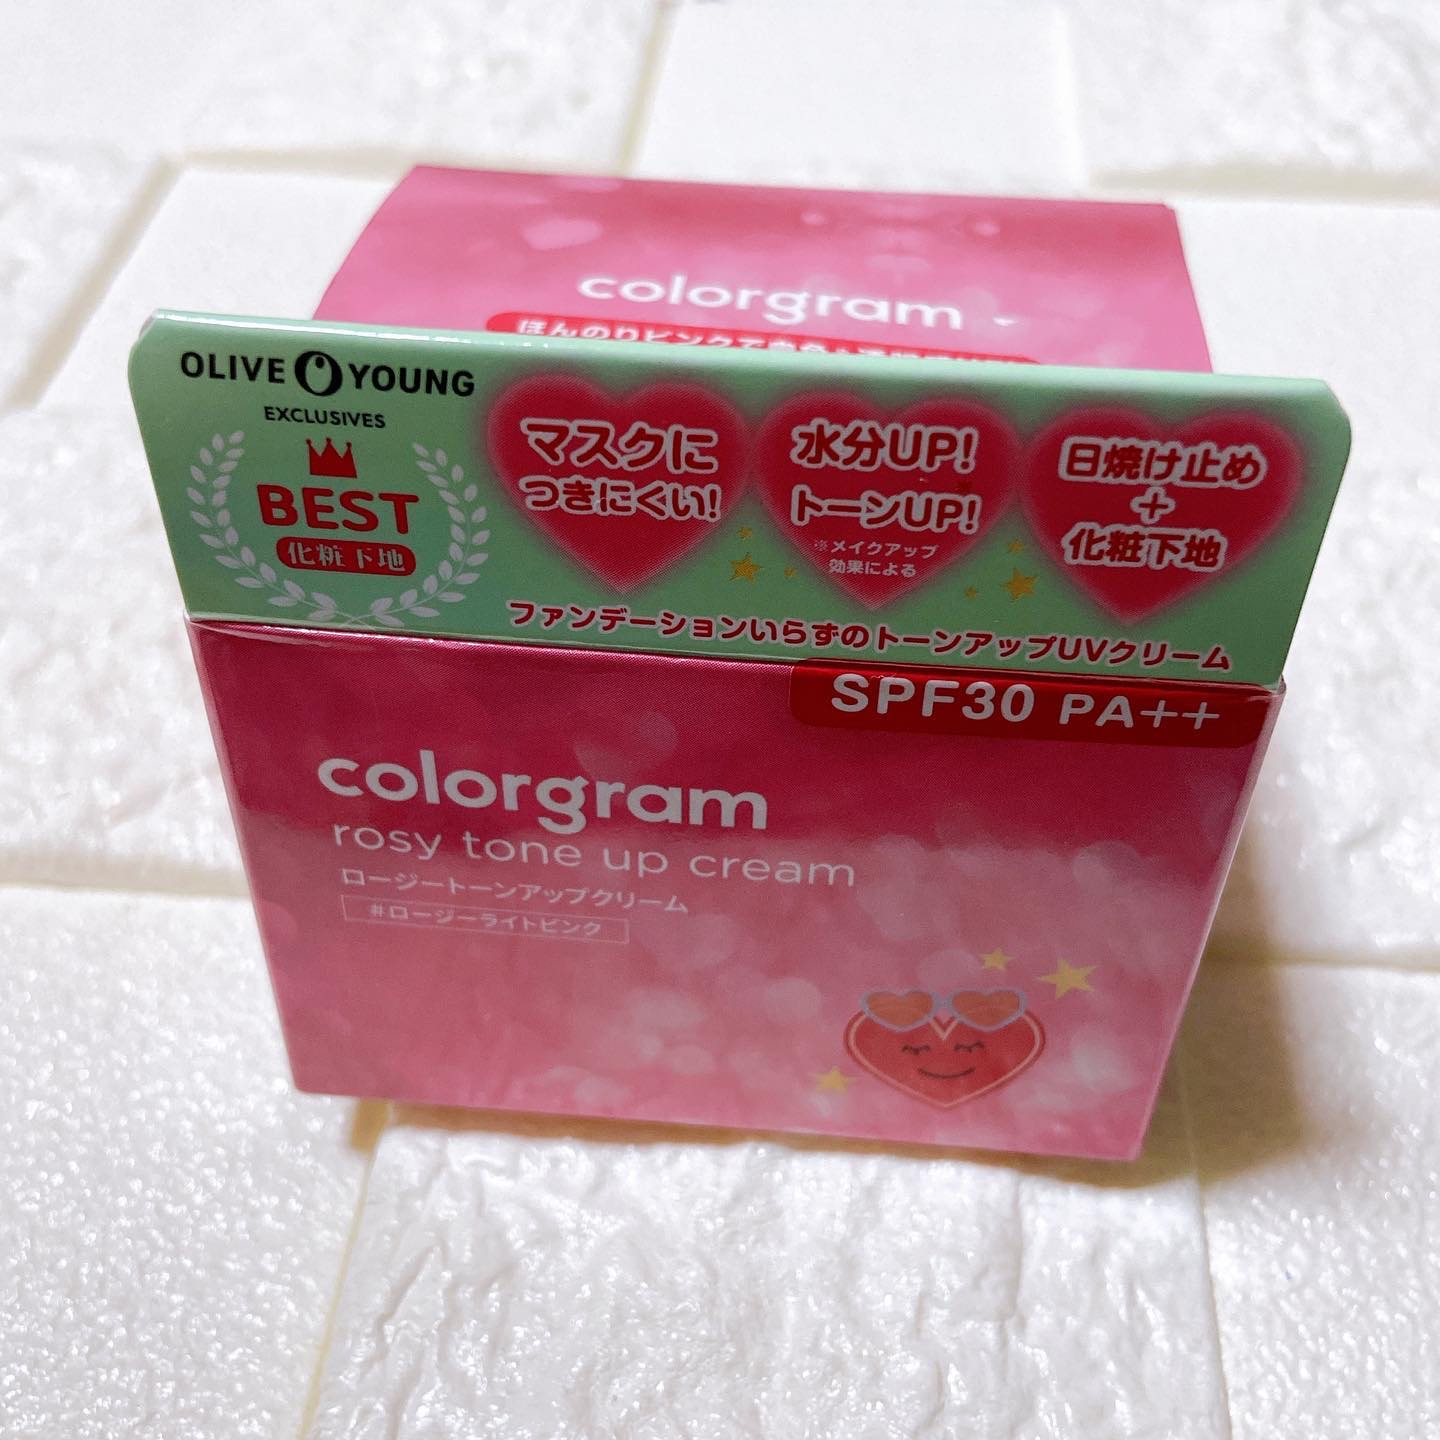 colorgram
OLIVE YOUNG
EXCLUSIVES
BEST
化粧下地
マスクに
つきにくい!
水分UP!
トーンUP!
※メイクアップ
効果による
日焼け止め
+
化粧下地
ファンデーションいらずのトーンアップUVクリーム
SPF30 PA++
colorgram
rosy tone up cream
ロージートーンアップクリーム
#ロージーライトピンク